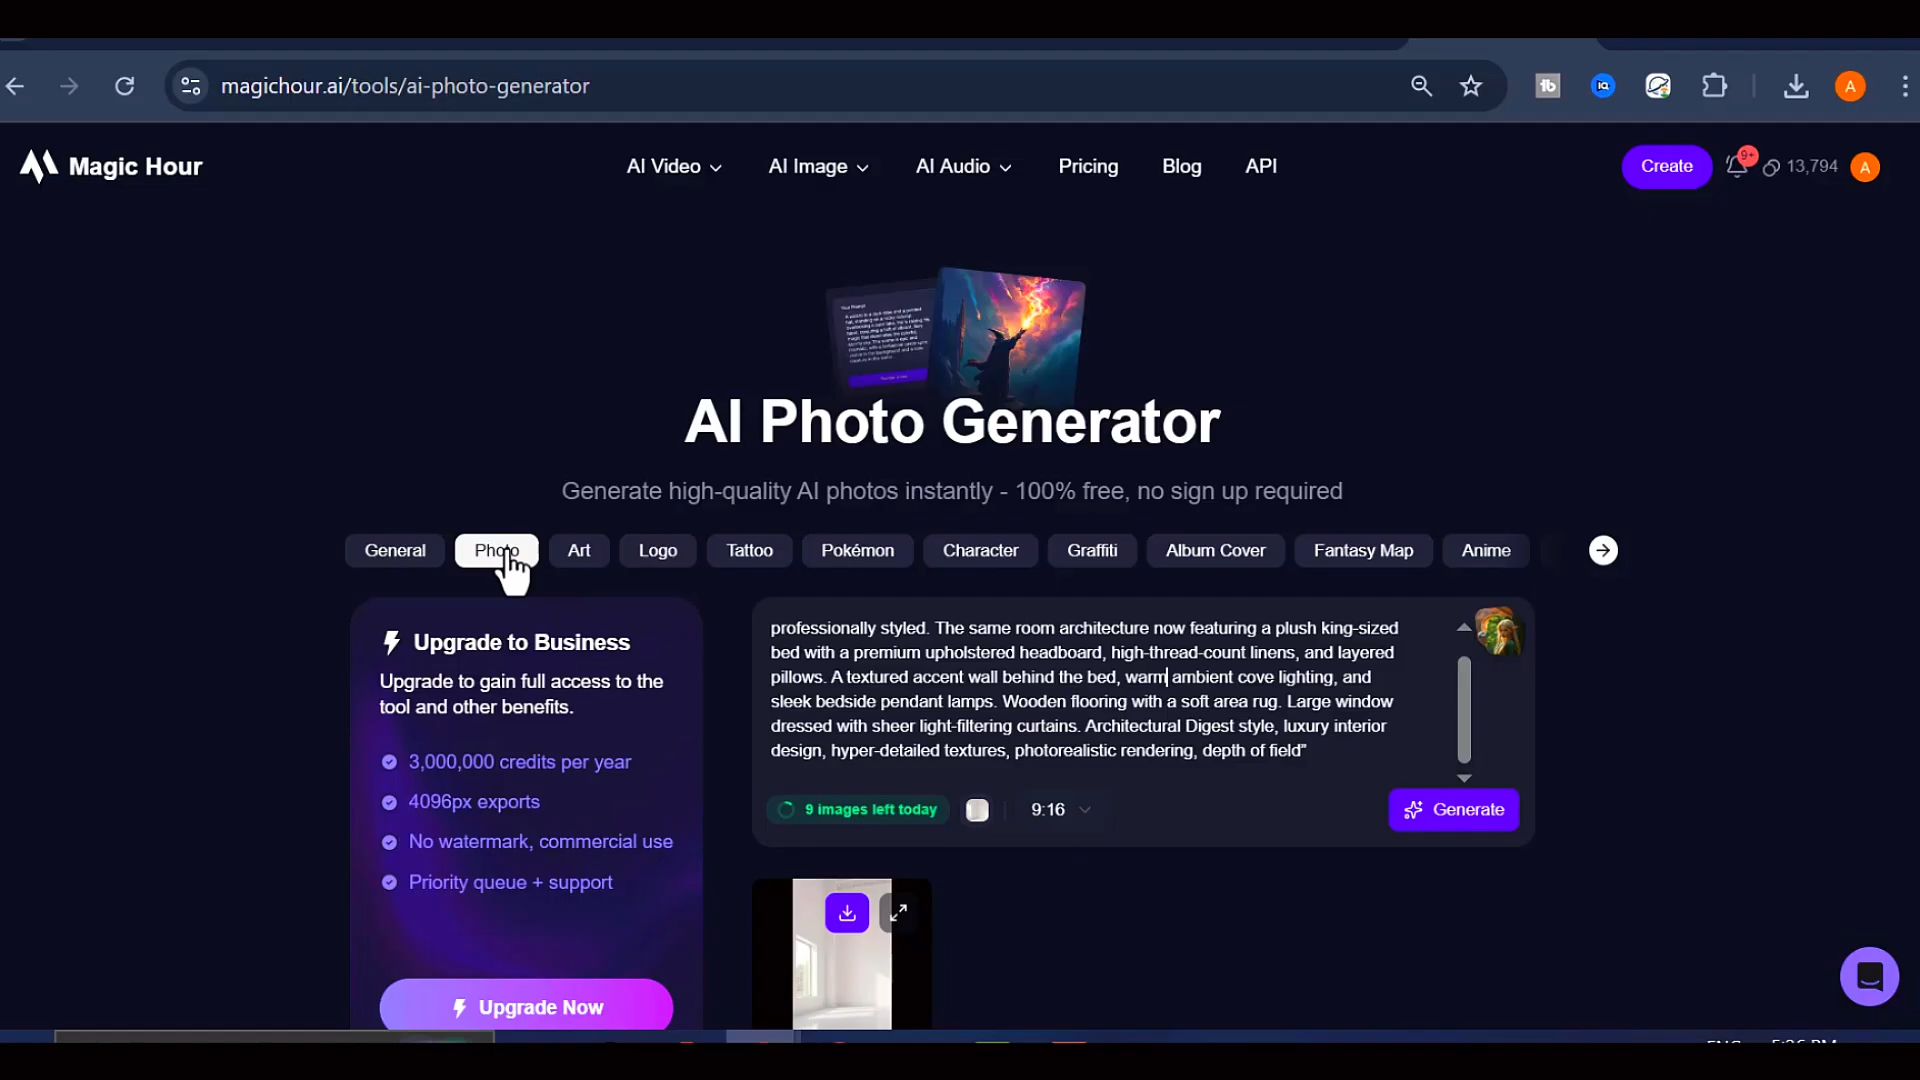 magichour.ai/tools/ai-photo-generator
tb
IQ
A
Magic Hour
AI Video
AI Image
AI Audio
Pricing
Blog
API
Create
9+
13,794
A
AI Photo Generator
Generate high-quality AI photos instantly - 100% free, no sign up required
General
Photo
Art
Logo
Tattoo
Pokémon
Character
Graffiti
Album Cover
Fantasy Map
Anime
Upgrade to Business
Upgrade to gain full access to the
tool and other benefits.
3,000,000 credits per year
4096px exports
No watermark, commercial use
Priority queue + support
Upgrade Now
professionally styled. The same room architecture now featuring a plush king-sized
bed with a premium upholstered headboard, high-thread-count linens, and layered
pillows. A textured accent wall behind the bed, warm ambient cove lighting, and
sleek bedside pendant lamps. Wooden flooring with a soft area rug. Large window
dressed with sheer light-filtering curtains. Architectural Digest style, luxury interior
design, hyper-detailed textures, photorealistic rendering, depth of field”
9 images left today
9:16
Generate